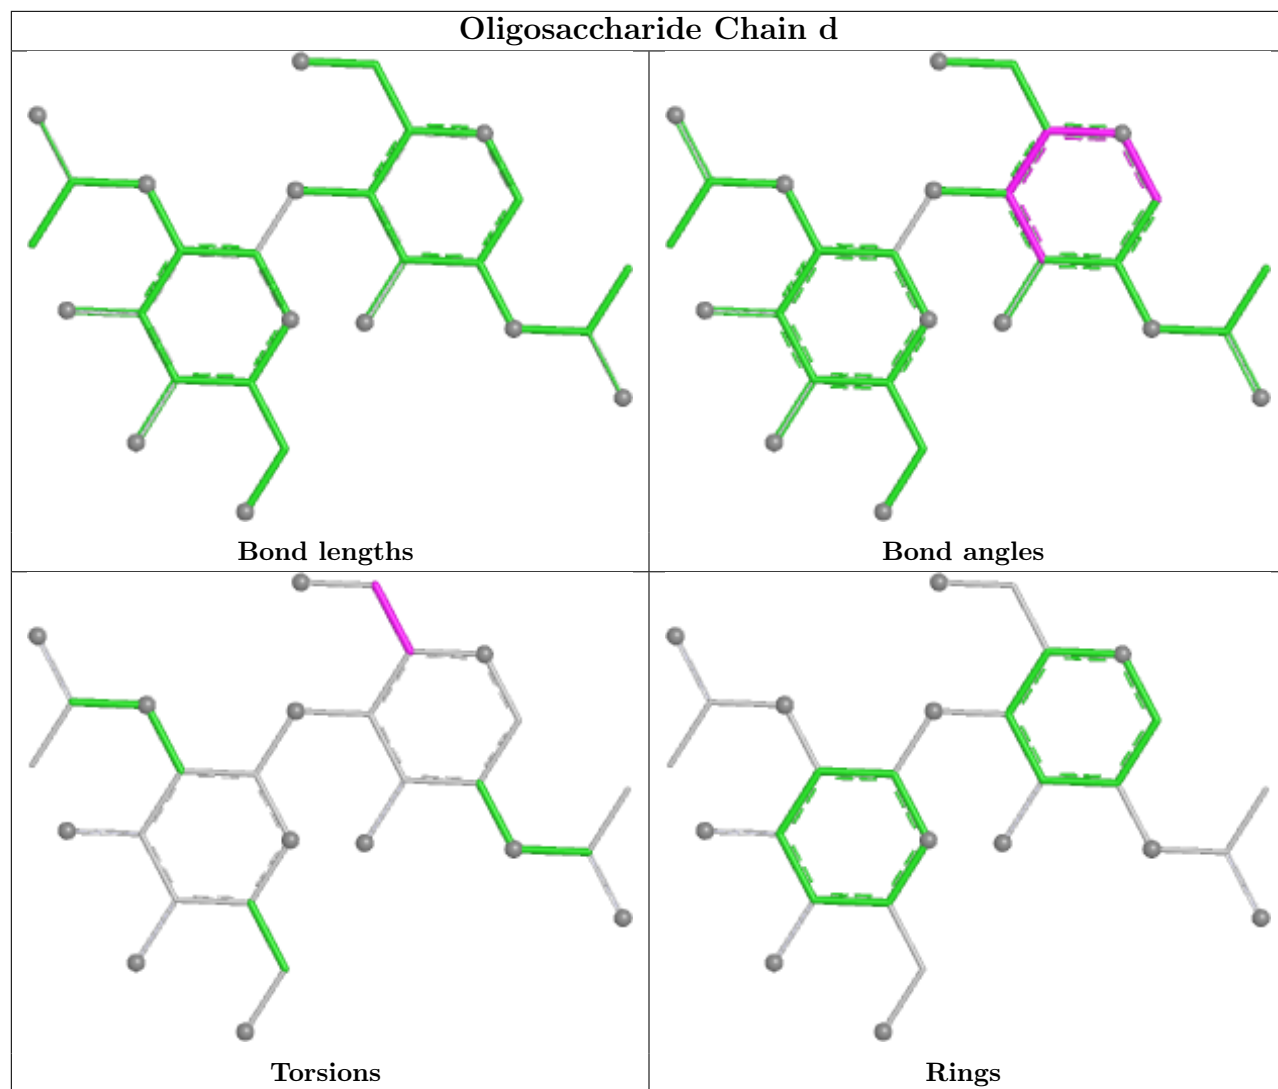 Oligosaccharide Chain d
Bond lengths
Bond angles
Torsions
Rings